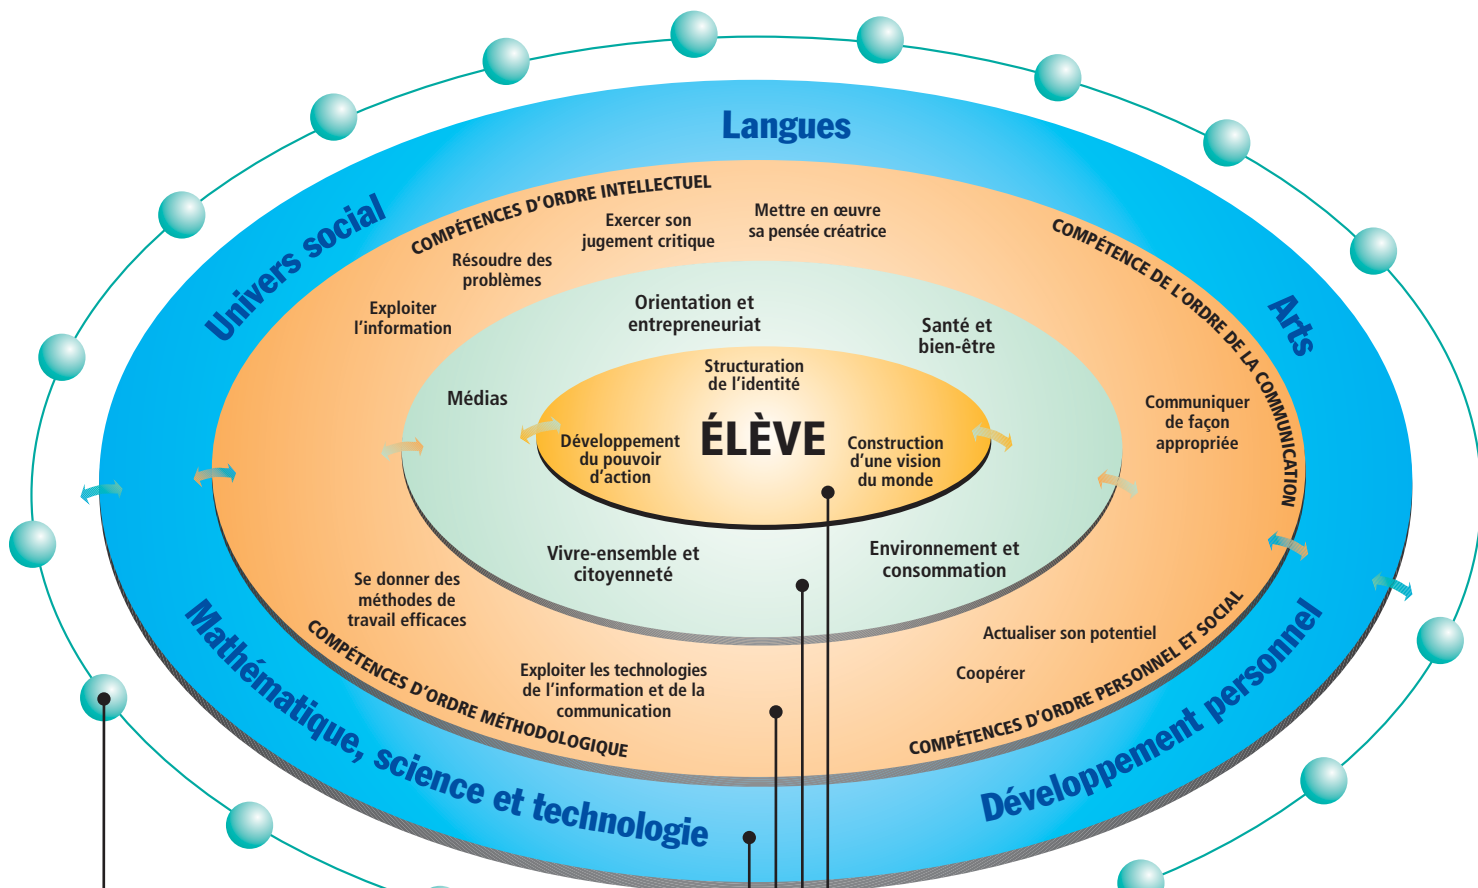 Langues
Univers social
Arts
COMPÉTENCES D'ORDRE INTELLECTUEL
Exercer son
jugement critique
Mettre en œuvre
sa pensée créatrice
Résoudre des
problèmes
Exploiter
l'information
COMPÉTENCE DE L'ORDRE DE LA COMMUNICATION
Communiquer
de façon
appropriée
Orientation et
entrepreneuriat
Santé et
bien-être
Médias
Structuration
de l'identité
ÉLÈVE
Développement
du pouvoir
d'action
Construction
d'une vision
du monde
Vivre-ensemble et
citoyenneté
Environnement et
consommation
Se donner des
méthodes de
travail efficaces
Exploiter les technologies
de l'information et de la
communication
COMPÉTENCES D'ORDRE MÉTHODOLOGIQUE
Actualiser son potentiel
Coopérer
COMPÉTENCES D'ORDRE PERSONNEL ET SOCIAL
Mathématique, science et technologie
Développement personnel